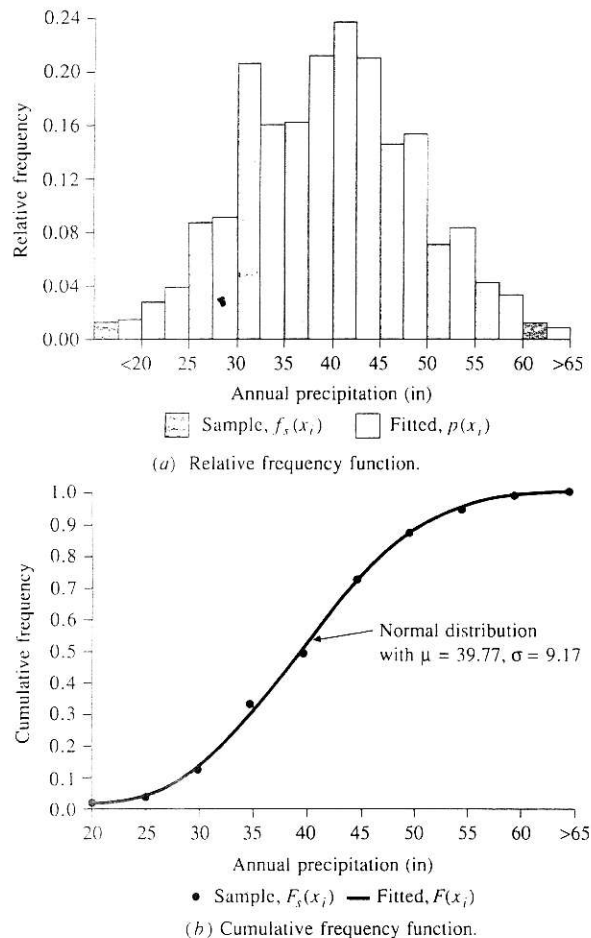 0.24
0.20
0.16
0.12
0.08
0.04
0.00
Relative frequency
<20 25 30 35 40 45 50 55 60 >65
Annual precipitation (in)
Sample, fₛ(xᵢ) Fitted, p(xᵢ)
(a) Relative frequency function.
1.0
0.9
0.8
0.7
0.6
0.5
0.4
0.3
0.2
0.1
0.0
Cumulative frequency
Normal distribution
with μ = 39.77, σ = 9.17
20 25 30 35 40 45 50 55 60 >65
Annual precipitation (in)
• Sample, Fₛ(xᵢ) — Fitted, F(xᵢ)
(b) Cumulative frequency function.